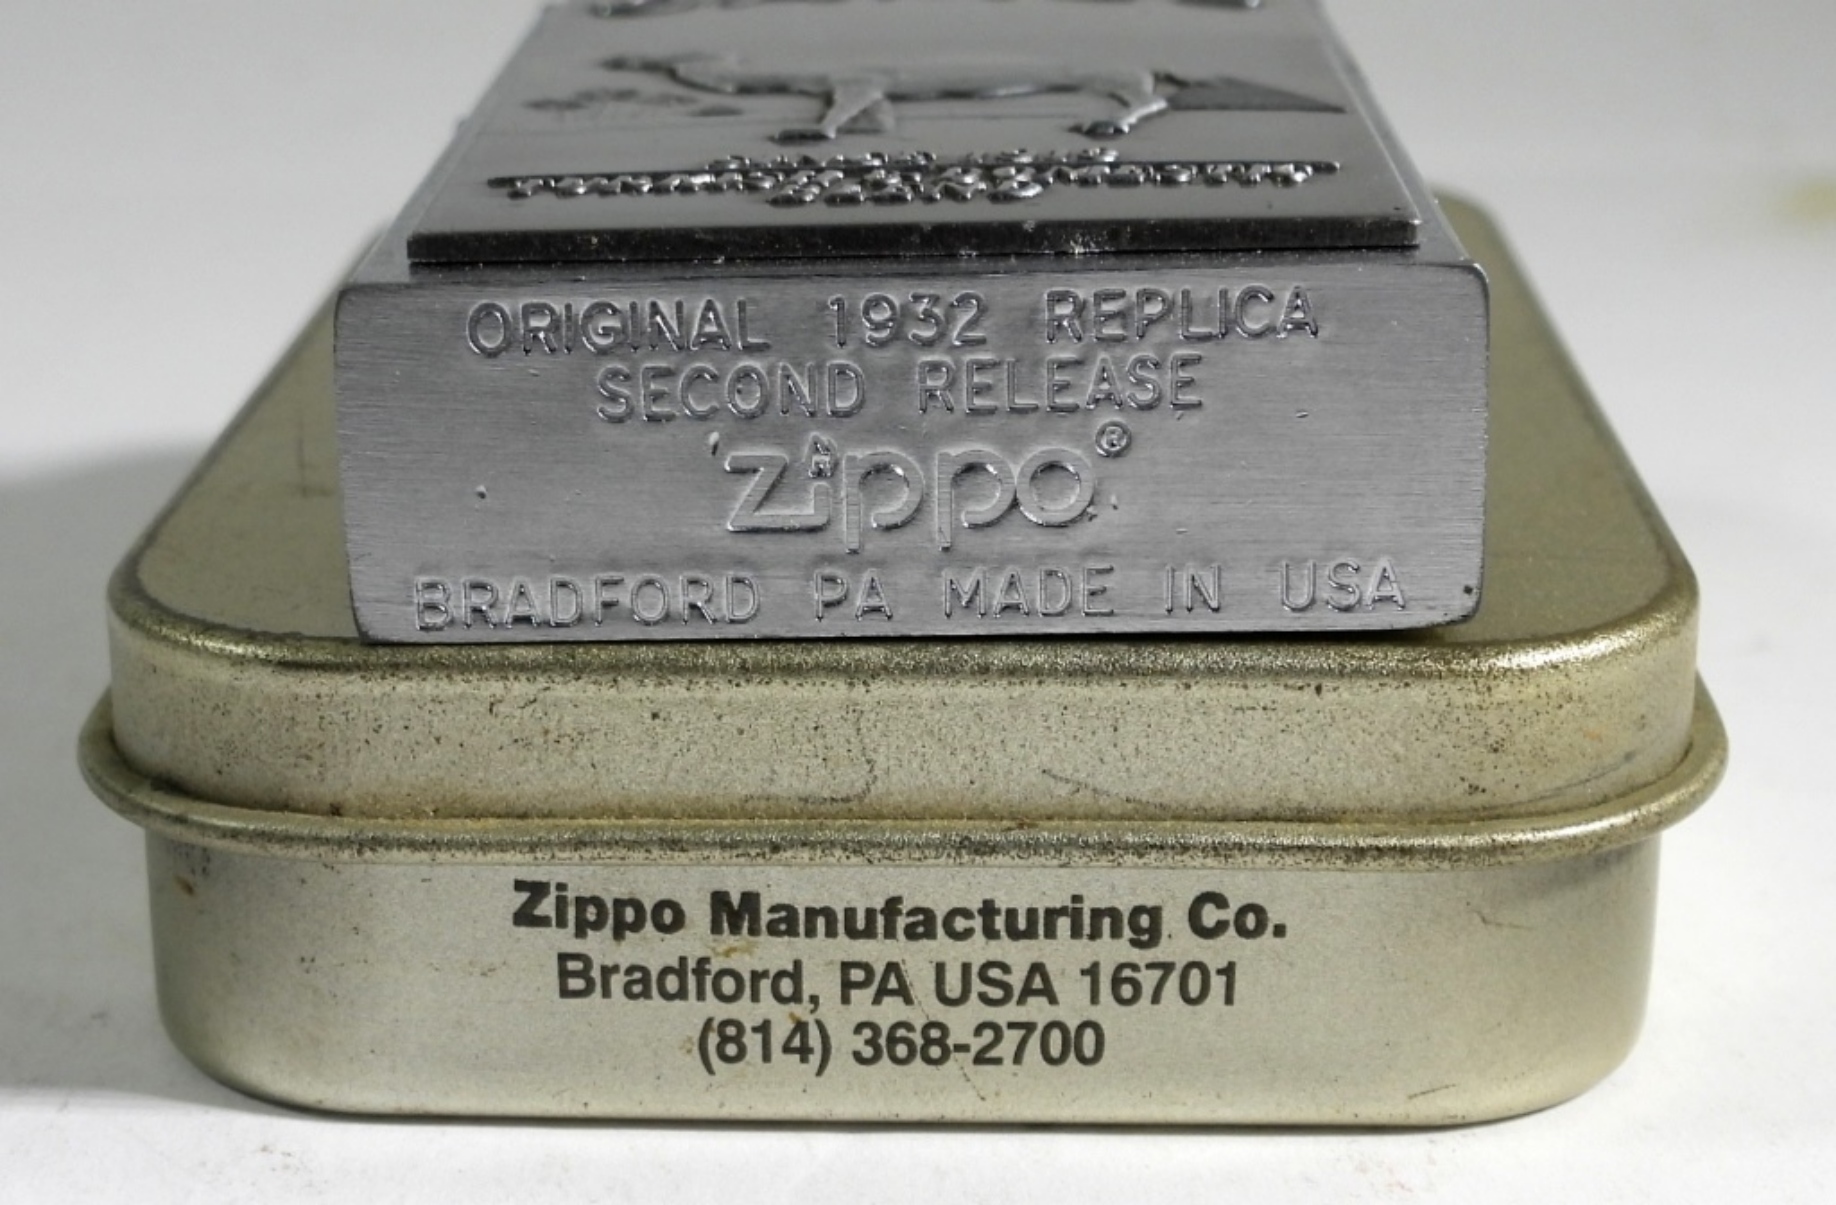 ORIGINAL 1932 REPLICA
SECOND RELEASE
Zippo®
BRADFORD PA MADE IN USA
Zippo Manufacturing Co.
Bradford, PA USA 16701
(814) 368-2700